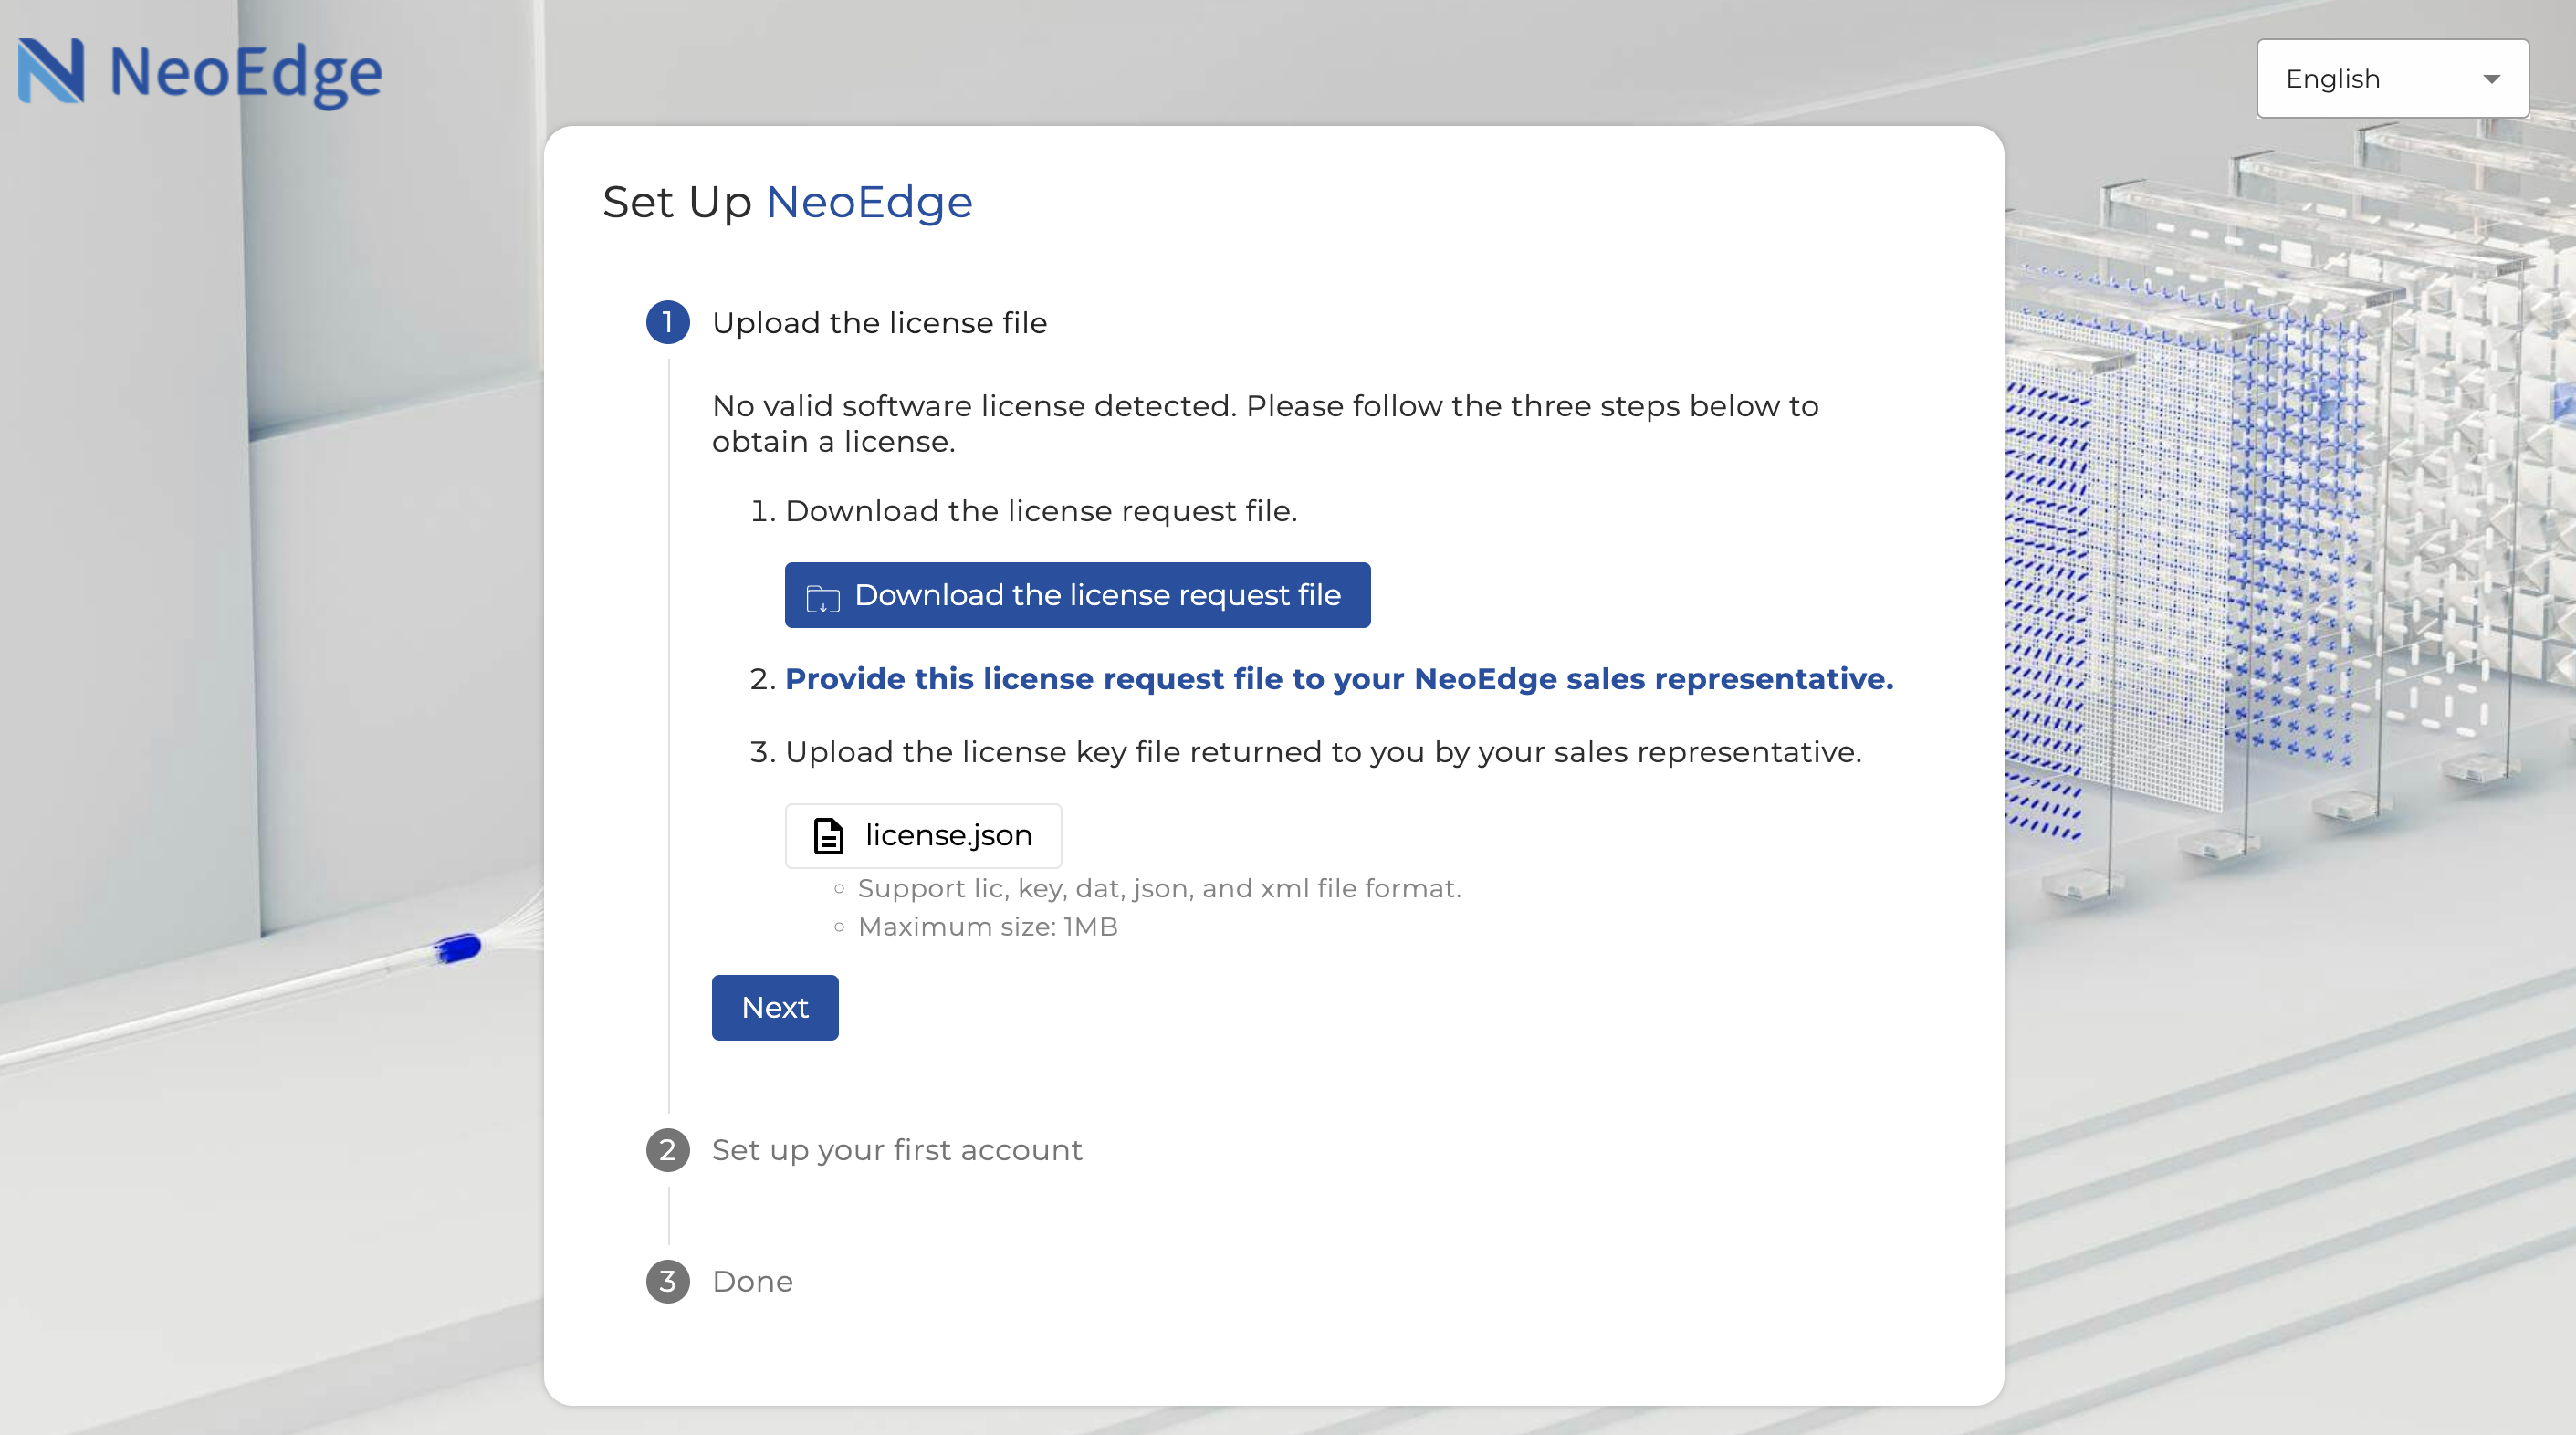 NeoEdge
English
Set Up NeoEdge
1 Upload the license file
No valid software license detected. Please follow the three steps below to
obtain a license.
1. Download the license request file.
Download the license request file
2. Provide this license request file to your NeoEdge sales representative.
3. Upload the license key file returned to you by your sales representative.
license.json
Support lic, key, dat, json, and xml file format.
Maximum size: 1MB
Next
2 Set up your first account
3 Done